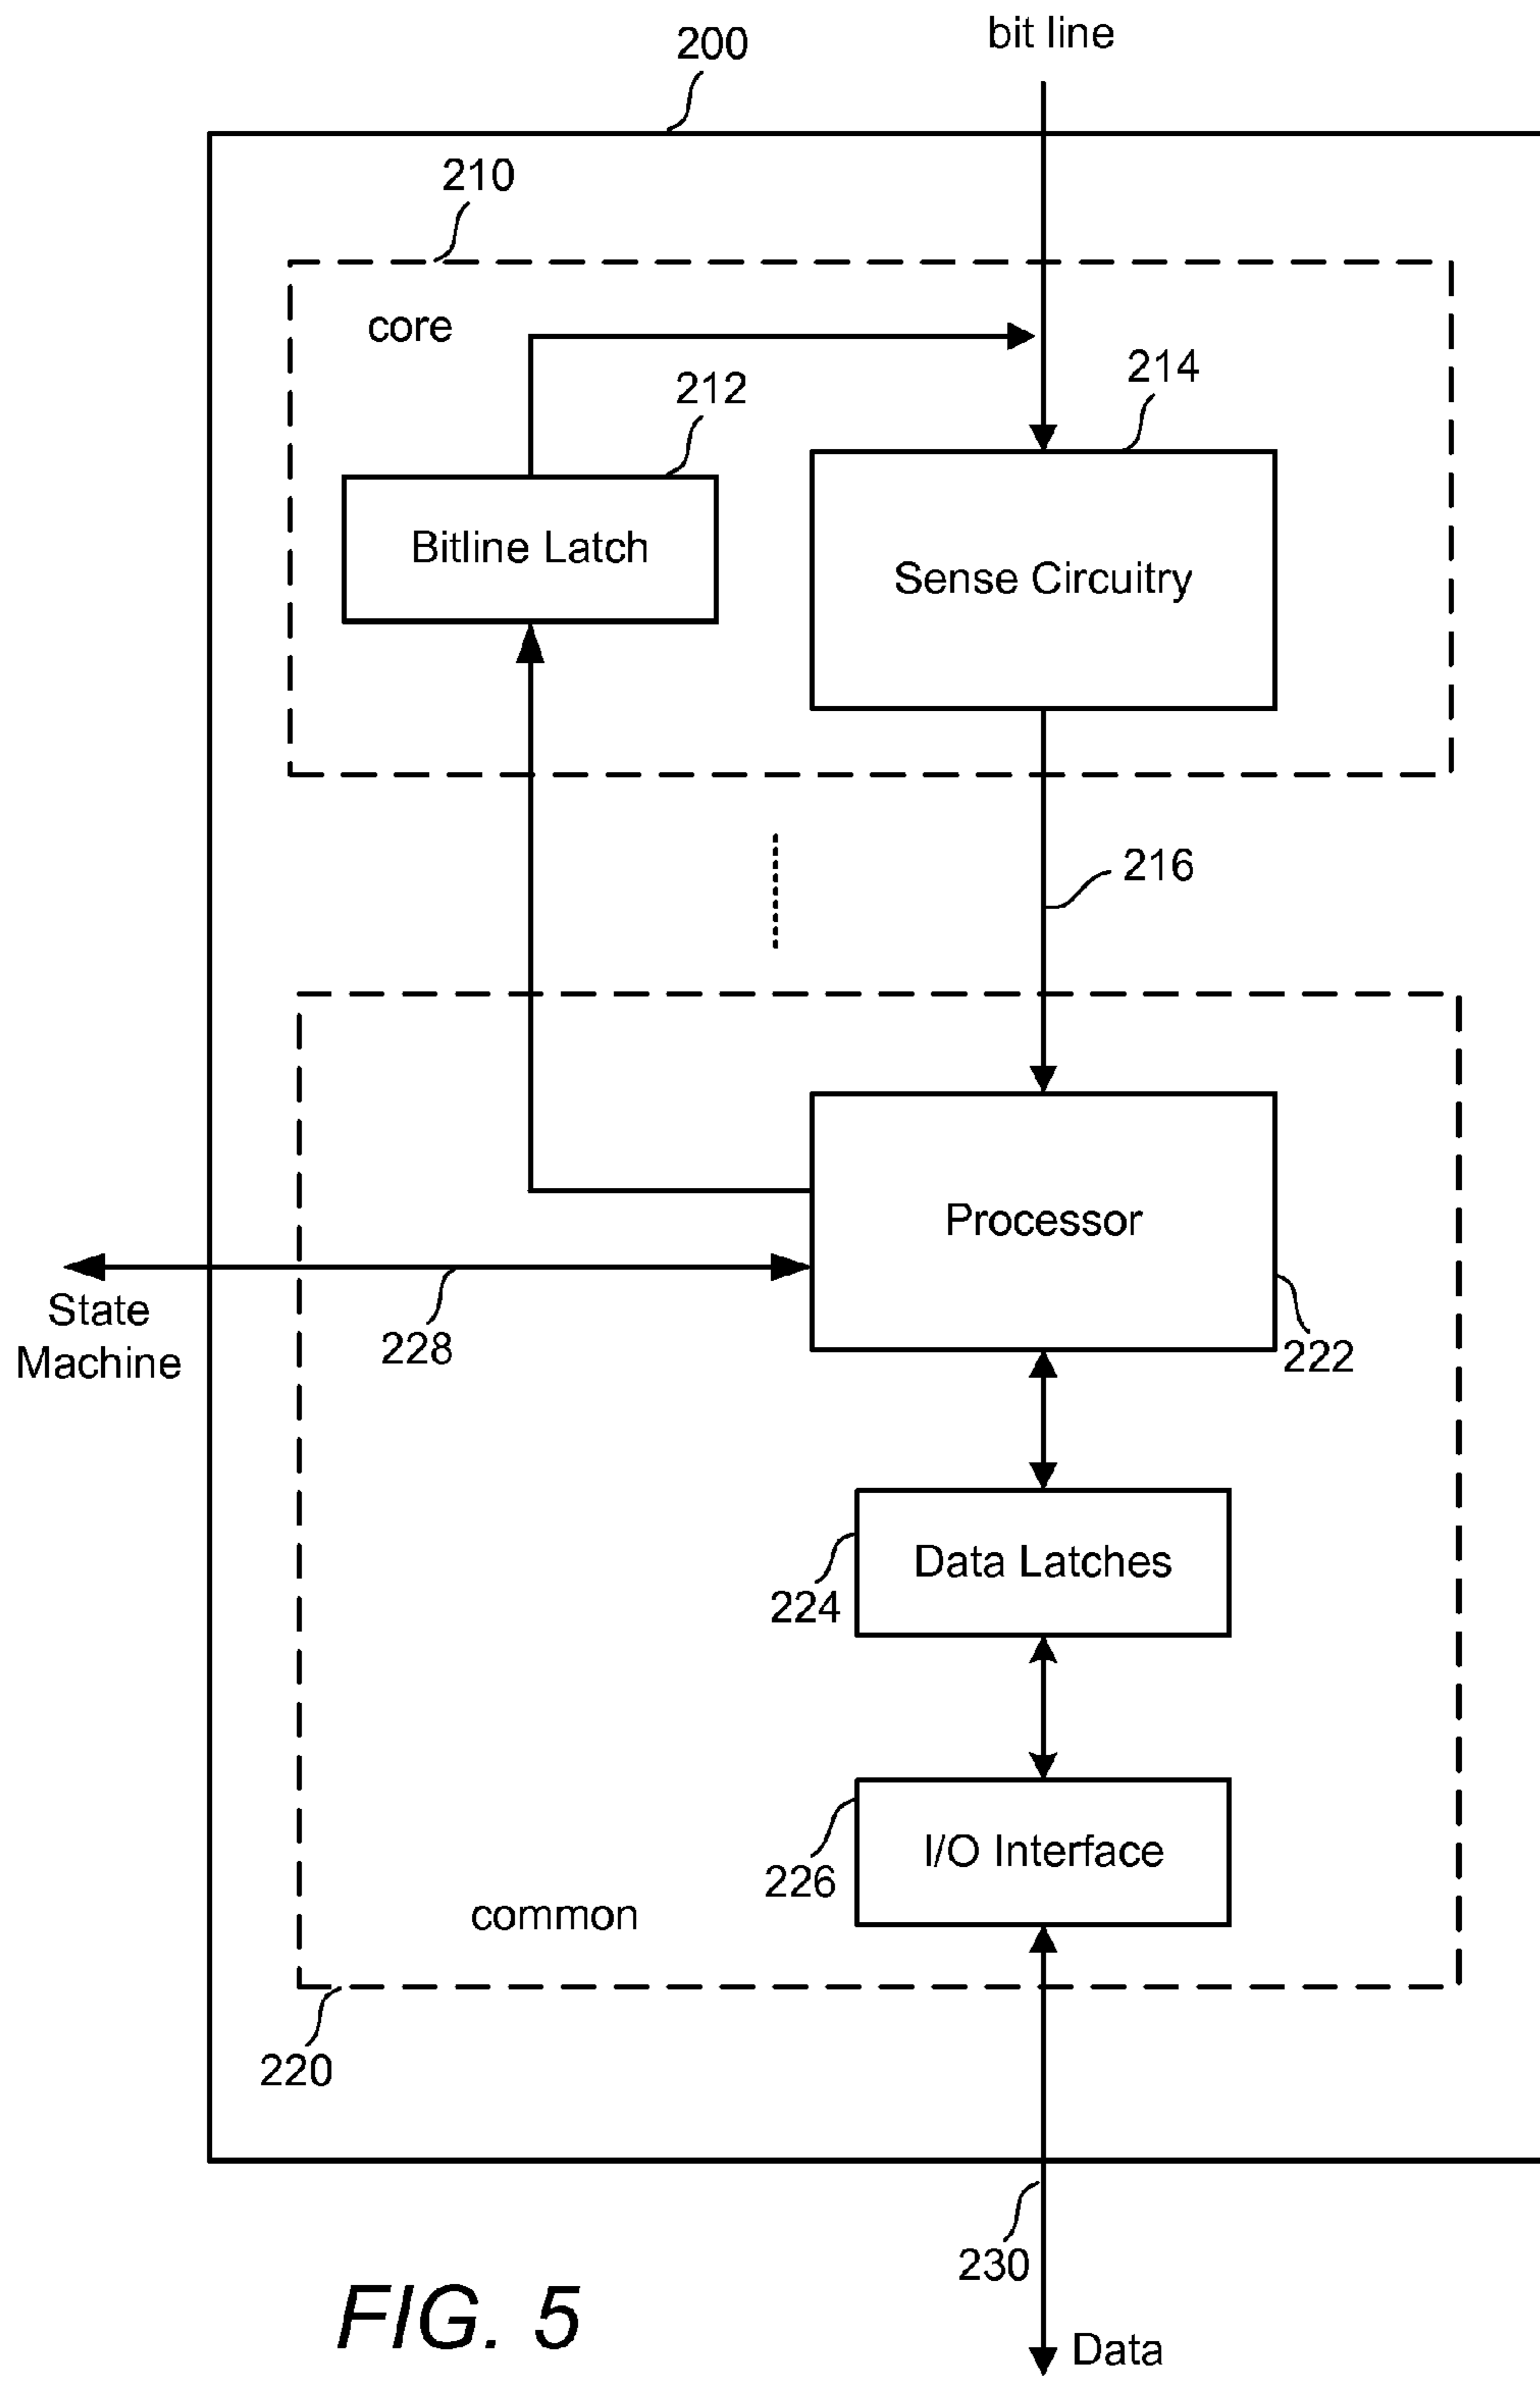 bit line
200
210
core
214
212
Bitline Latch
Sense Circuitry
216
Processor
State
Machine
228
222
Data Latches
224
I/O Interface
226
common
220
230
FIG. 5
Data